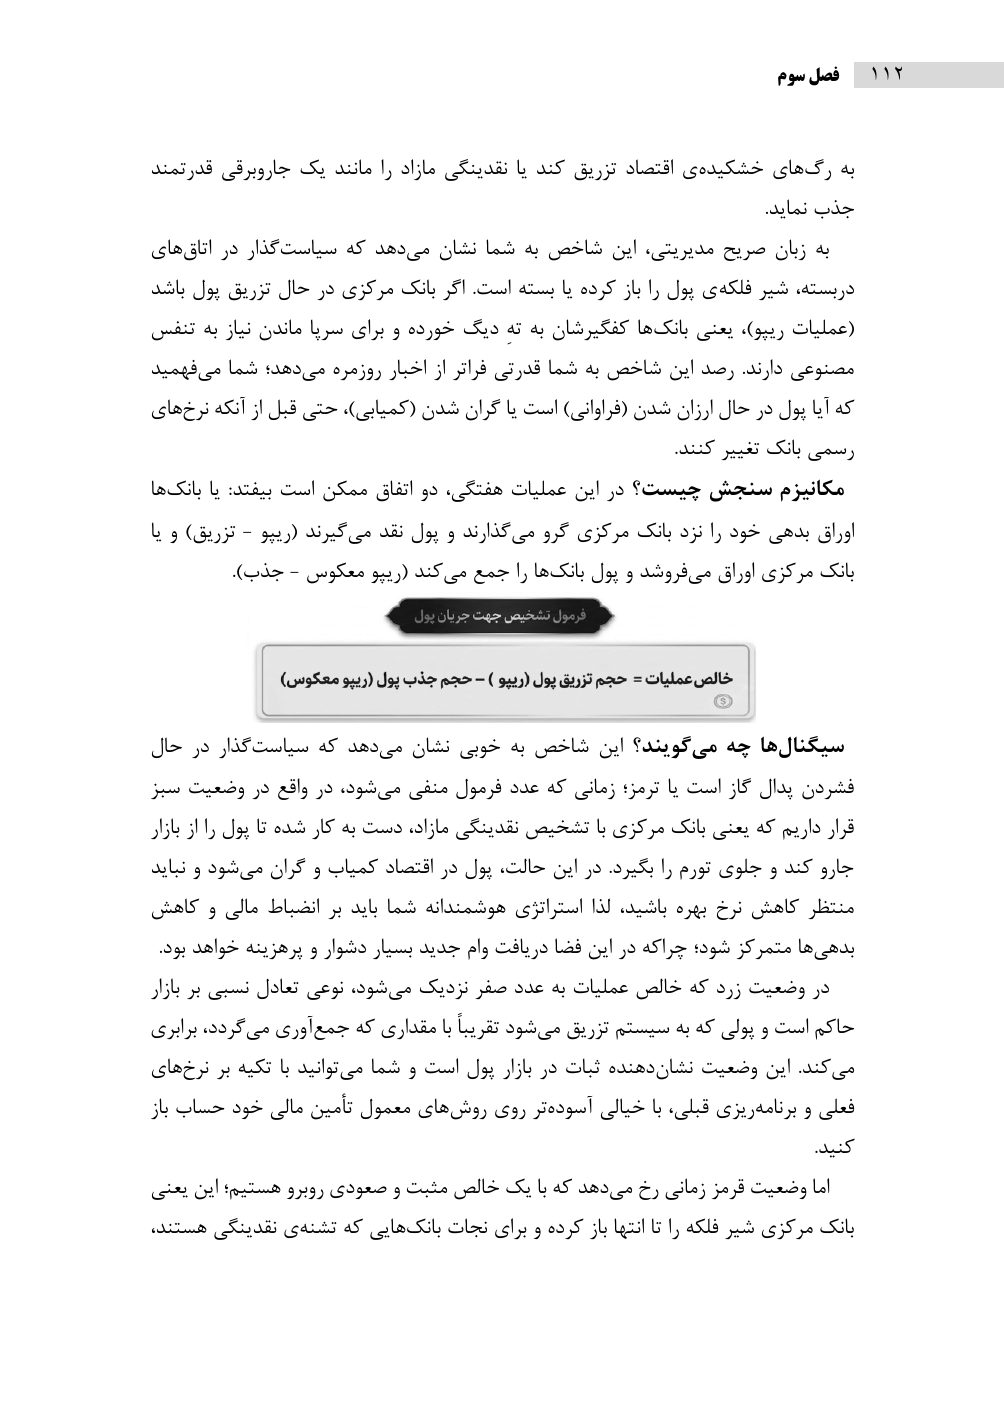 ۱۱۲ فصل سوم
به رگ‌های خشکیده‌ی اقتصاد تزریق کند یا نقدینگی مازاد را مانند یک جاروبرقی قدرتمند
جذب نماید.
به زبان صریح مدیریتی، این شاخص به شما نشان می‌دهد که سیاست‌گذار در اتاق‌های
دربسته، شیر فلکه‌ی پول را باز کرده یا بسته است. اگر بانک مرکزی در حال تزریق پول باشد
(عملیات ریپو)، یعنی بانک‌ها کفگیرشان به تهِ دیگ خورده و برای سرپا ماندن نیاز به تنفس
مصنوعی دارند. رصد این شاخص به شما قدرتی فراتر از اخبار روزمره می‌دهد؛ شما می‌فهمید
که آیا پول در حال ارزان شدن (فراوانی) است یا گران شدن (کمیابی)، حتی قبل از آنکه نرخ‌های
رسمی بانک تغییر کنند.
مکانیزم سنجش چیست؟ در این عملیات هفتگی، دو اتفاق ممکن است بیفتد: یا بانک‌ها
اوراق بدهی خود را نزد بانک مرکزی گرو می‌گذارند و پول نقد می‌گیرند (ریپو - تزریق) و یا
بانک مرکزی اوراق می‌فروشد و پول بانک‌ها را جمع می‌کند (ریپو معکوس - جذب).
فرمول تشخیص جهت جریان پول
خالص عملیات = حجم تزریق پول (ریپو ) – حجم جذب پول (ریپو معکوس)
$
سیگنال‌ها چه می‌گویند؟ این شاخص به خوبی نشان می‌دهد که سیاست‌گذار در حال
فشردن پدال گاز است یا ترمز؛ زمانی که عدد فرمول منفی می‌شود، در واقع در وضعیت سبز
قرار داریم که یعنی بانک مرکزی با تشخیص نقدینگی مازاد، دست به کار شده تا پول را از بازار
جارو کند و جلوی تورم را بگیرد. در این حالت، پول در اقتصاد کمیاب و گران می‌شود و نباید
منتظر کاهش نرخ بهره باشید، لذا استراتژی هوشمندانه شما باید بر انضباط مالی و کاهش
بدهی‌ها متمرکز شود؛ چراکه در این فضا دریافت وام جدید بسیار دشوار و پرهزینه خواهد بود.
در وضعیت زرد که خالص عملیات به عدد صفر نزدیک می‌شود، نوعی تعادل نسبی بر بازار
حاکم است و پولی که به سیستم تزریق می‌شود تقریباً با مقداری که جمع‌آوری می‌گردد، برابری
می‌کند. این وضعیت نشان‌دهنده ثبات در بازار پول است و شما می‌توانید با تکیه بر نرخ‌های
فعلی و برنامه‌ریزی قبلی، با خیالی آسوده‌تر روی روش‌های معمول تأمین مالی خود حساب باز
کنید.
اما وضعیت قرمز زمانی رخ می‌دهد که با یک خالص مثبت و صعودی روبرو هستیم؛ این یعنی
بانک مرکزی شیر فلکه را تا انتها باز کرده و برای نجات بانک‌هایی که تشنه‌ی نقدینگی هستند،